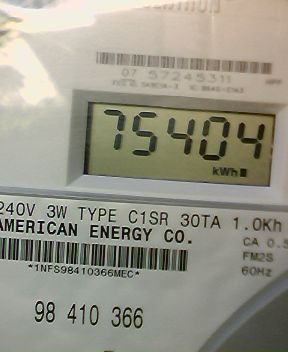 07 57245311
75404
kWh
240V 3W TYPE C1SR 30TA 1.0Kh
AMERICAN ENERGY CO.
CA 0.5
FM2S
60Hz
*1NFS98410366MEC*
98 410 366